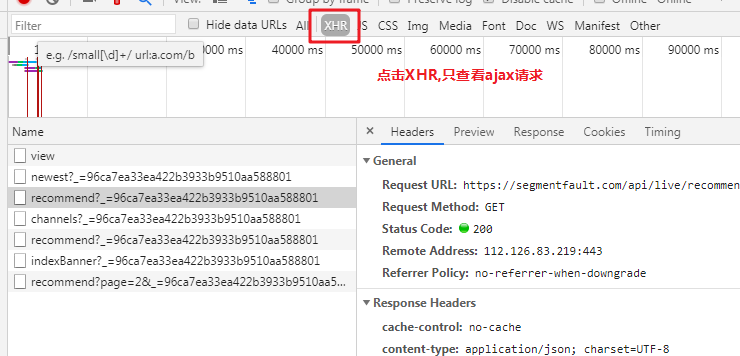 Group by frame Preserve log Disable cache Offline
Filter Hide data URLs All XHR JS CSS Img Media Font Doc WS Manifest Other
e.g. /small[\d]+/ url:a.com/b
30000 ms 40000 ms 50000 ms 60000 ms 70000 ms 80000 ms 90000 ms
点击XHR,只查看ajax请求
Name
view
newest?_=96ca7ea33ea422b3933b9510aa588801
recommend?_=96ca7ea33ea422b3933b9510aa588801
channels?_=96ca7ea33ea422b3933b9510aa588801
recommend?_=96ca7ea33ea422b3933b9510aa588801
indexBanner?_=96ca7ea33ea422b3933b9510aa588801
recommend?page=2&_=96ca7ea33ea422b3933b9510aa5...
× Headers Preview Response Cookies Timing
General
Request URL: https://segmentfault.com/api/live/recommen
Request Method: GET
Status Code: 200
Remote Address: 112.126.83.219:443
Referrer Policy: no-referrer-when-downgrade
Response Headers
cache-control: no-cache
content-type: application/json; charset=UTF-8